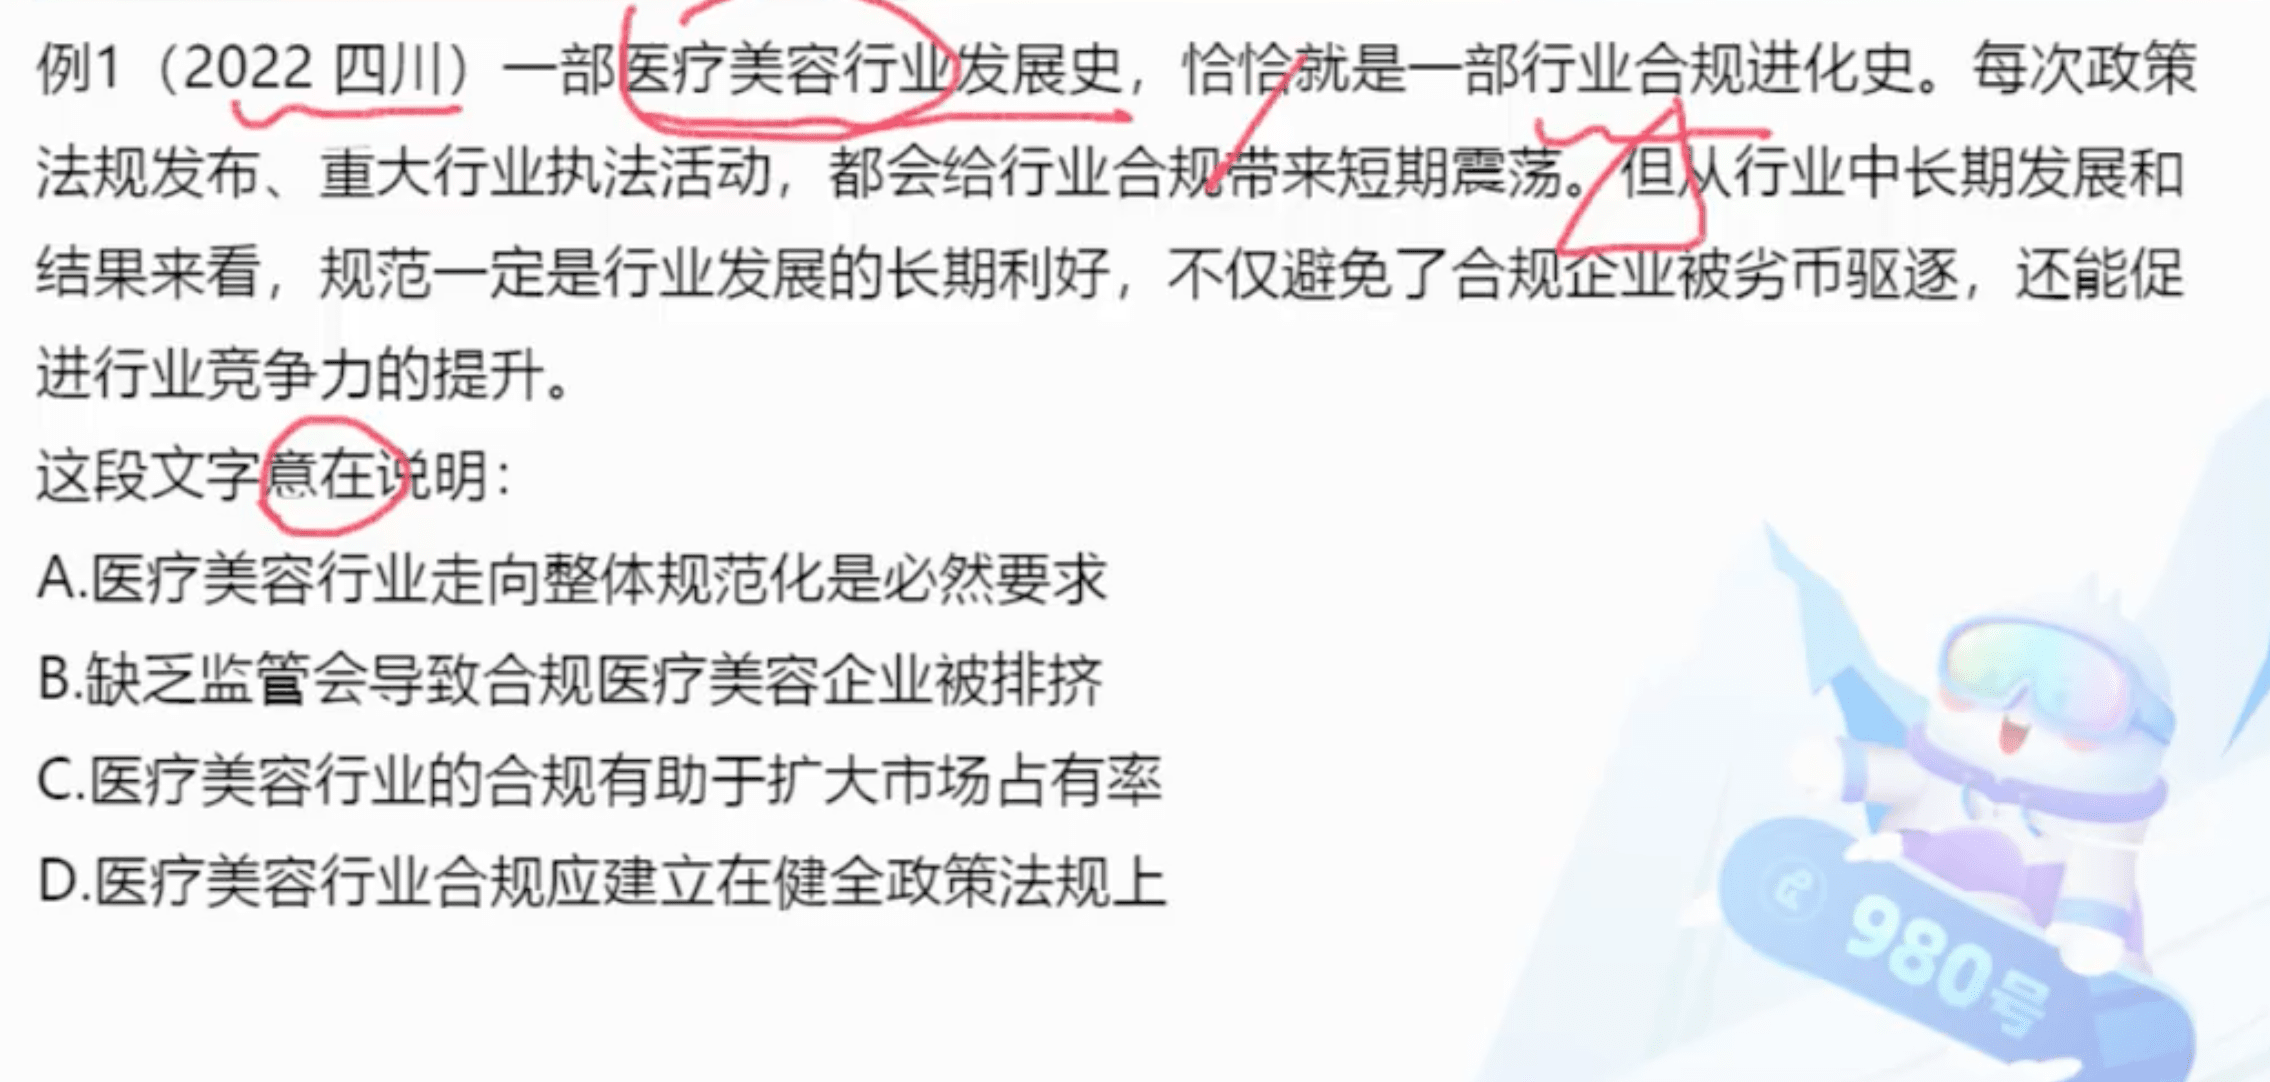 例1（2022 四川）一部医疗美容行业发展史，恰恰就是一部行业合规进化史。每次政策
法规发布、重大行业执法活动，都会给行业合规带来短期震荡。但从行业中长期发展和
结果来看，规范一定是行业发展的长期利好，不仅避免了合规企业被劣币驱逐，还能促
进行业竞争力的提升。
这段文字意在说明：
A.医疗美容行业走向整体规范化是必然要求
B.缺乏监管会导致合规医疗美容企业被排挤
C.医疗美容行业的合规有助于扩大市场占有率
D.医疗美容行业合规应建立在健全政策法规上
980号